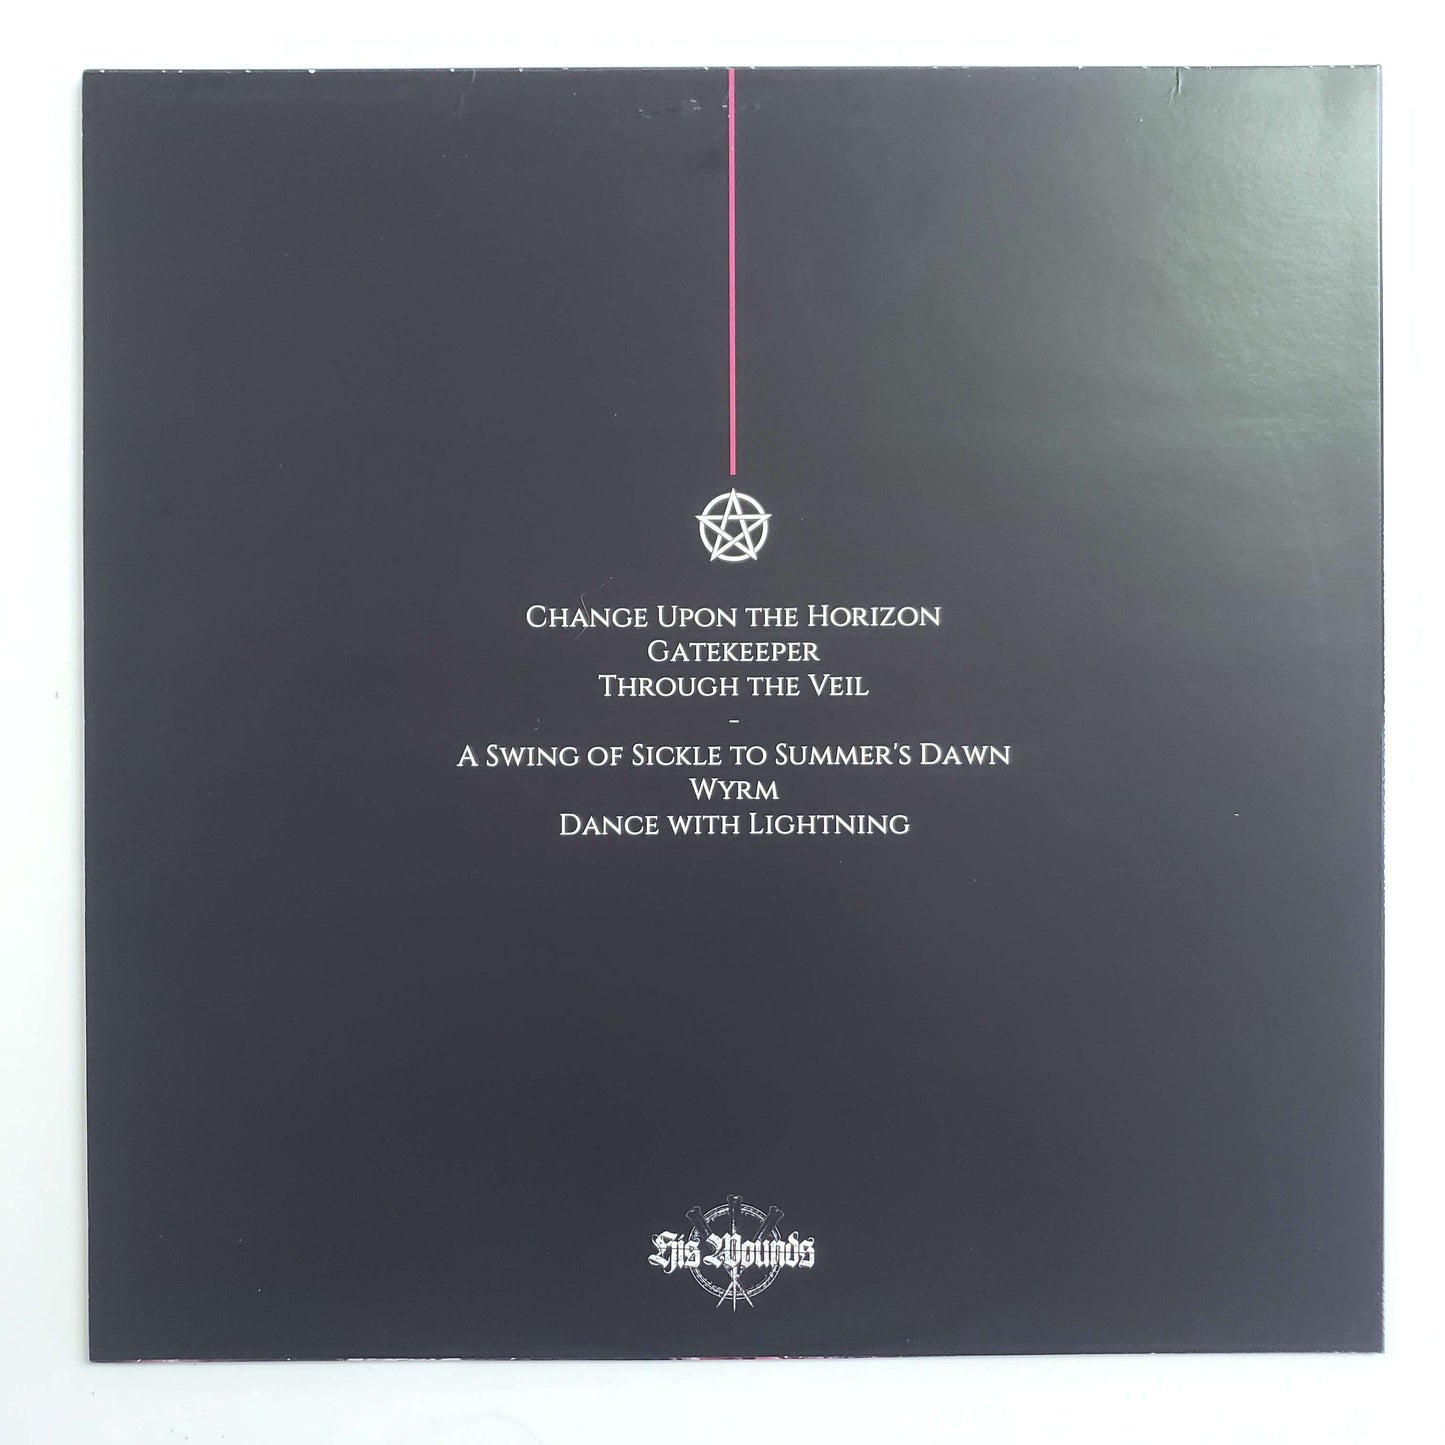 Change Upon the Horizon
Gatekeeper
Through the Veil
-
A Swing of Sickle to Summer's Dawn
Wyrm
Dance with Lightning
His Wounds